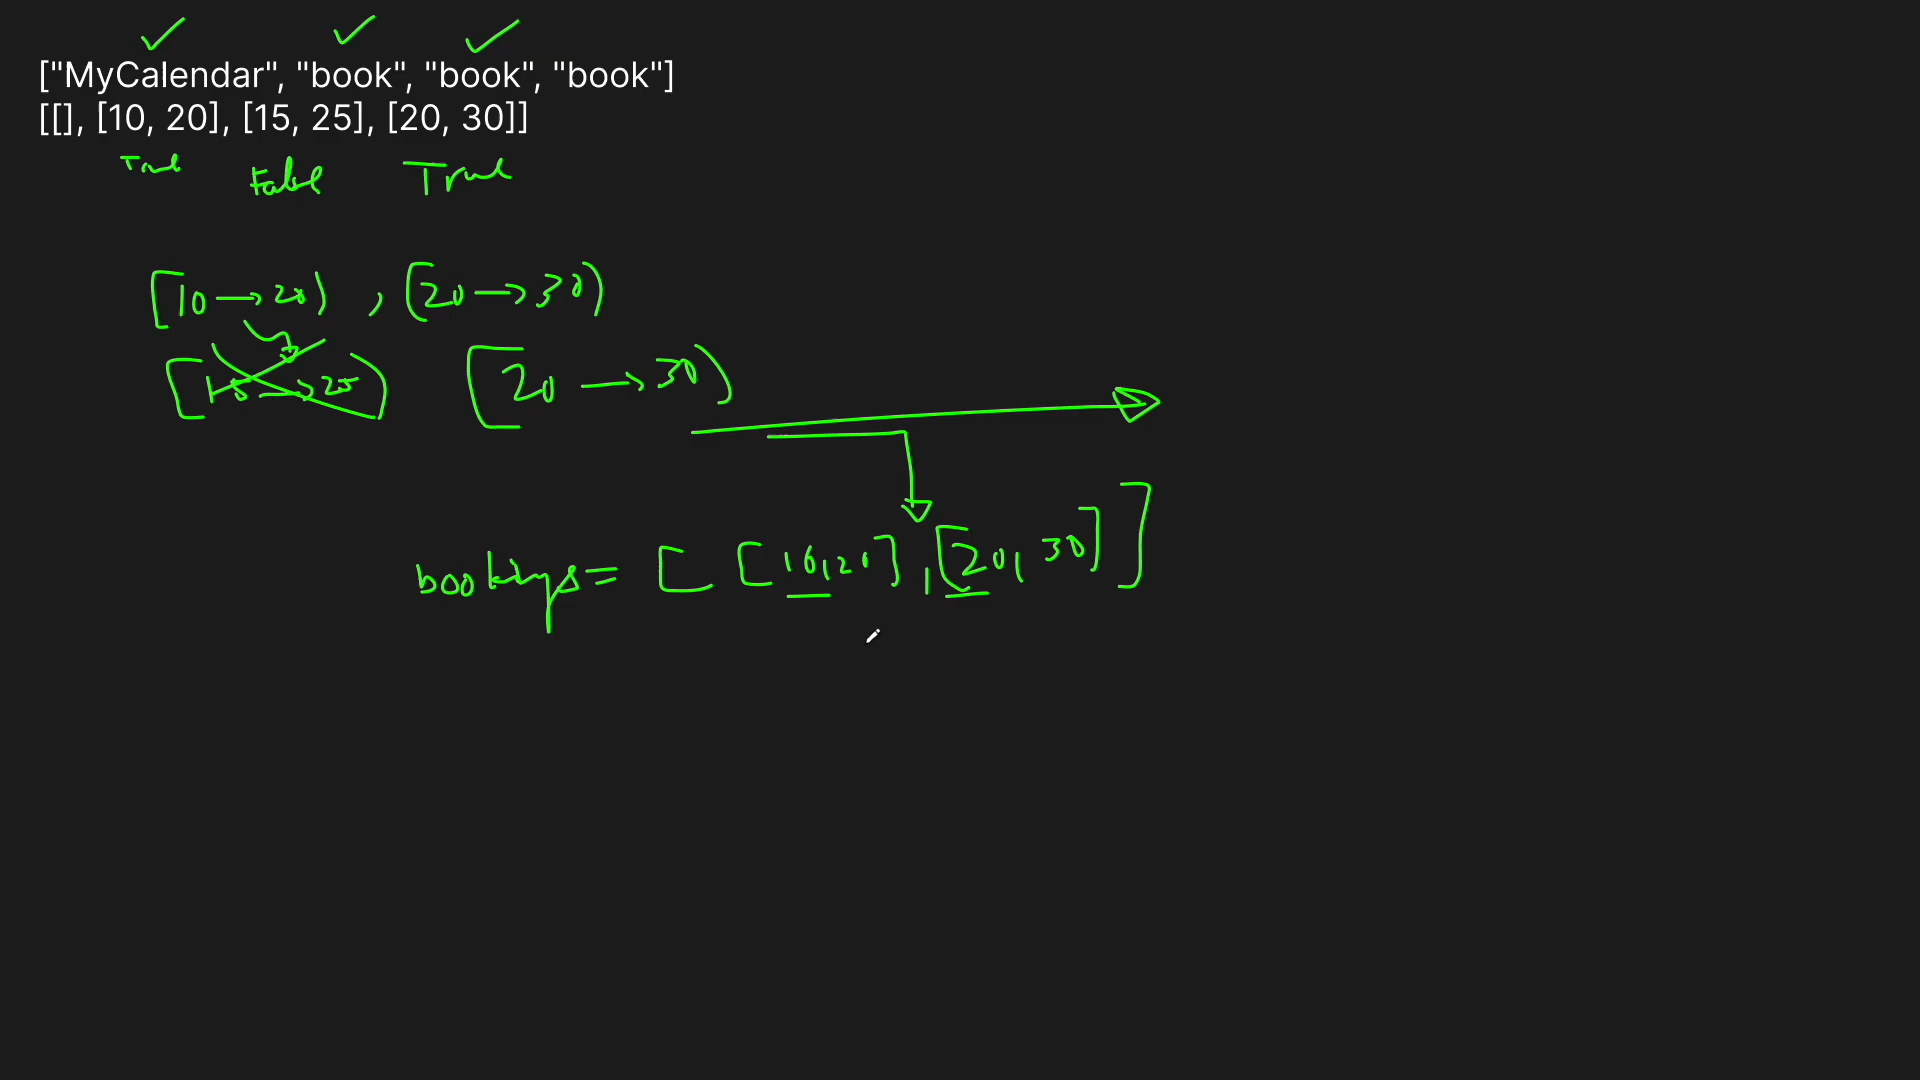 ["MyCalendar", "book", "book", "book"]
[[], [10, 20], [15, 25], [20, 30]]
True False True
[10 → 20) , [20 → 30)
[15 → 25) [20 → 30)
bookings = [ [10,20] , [20, 30] ]